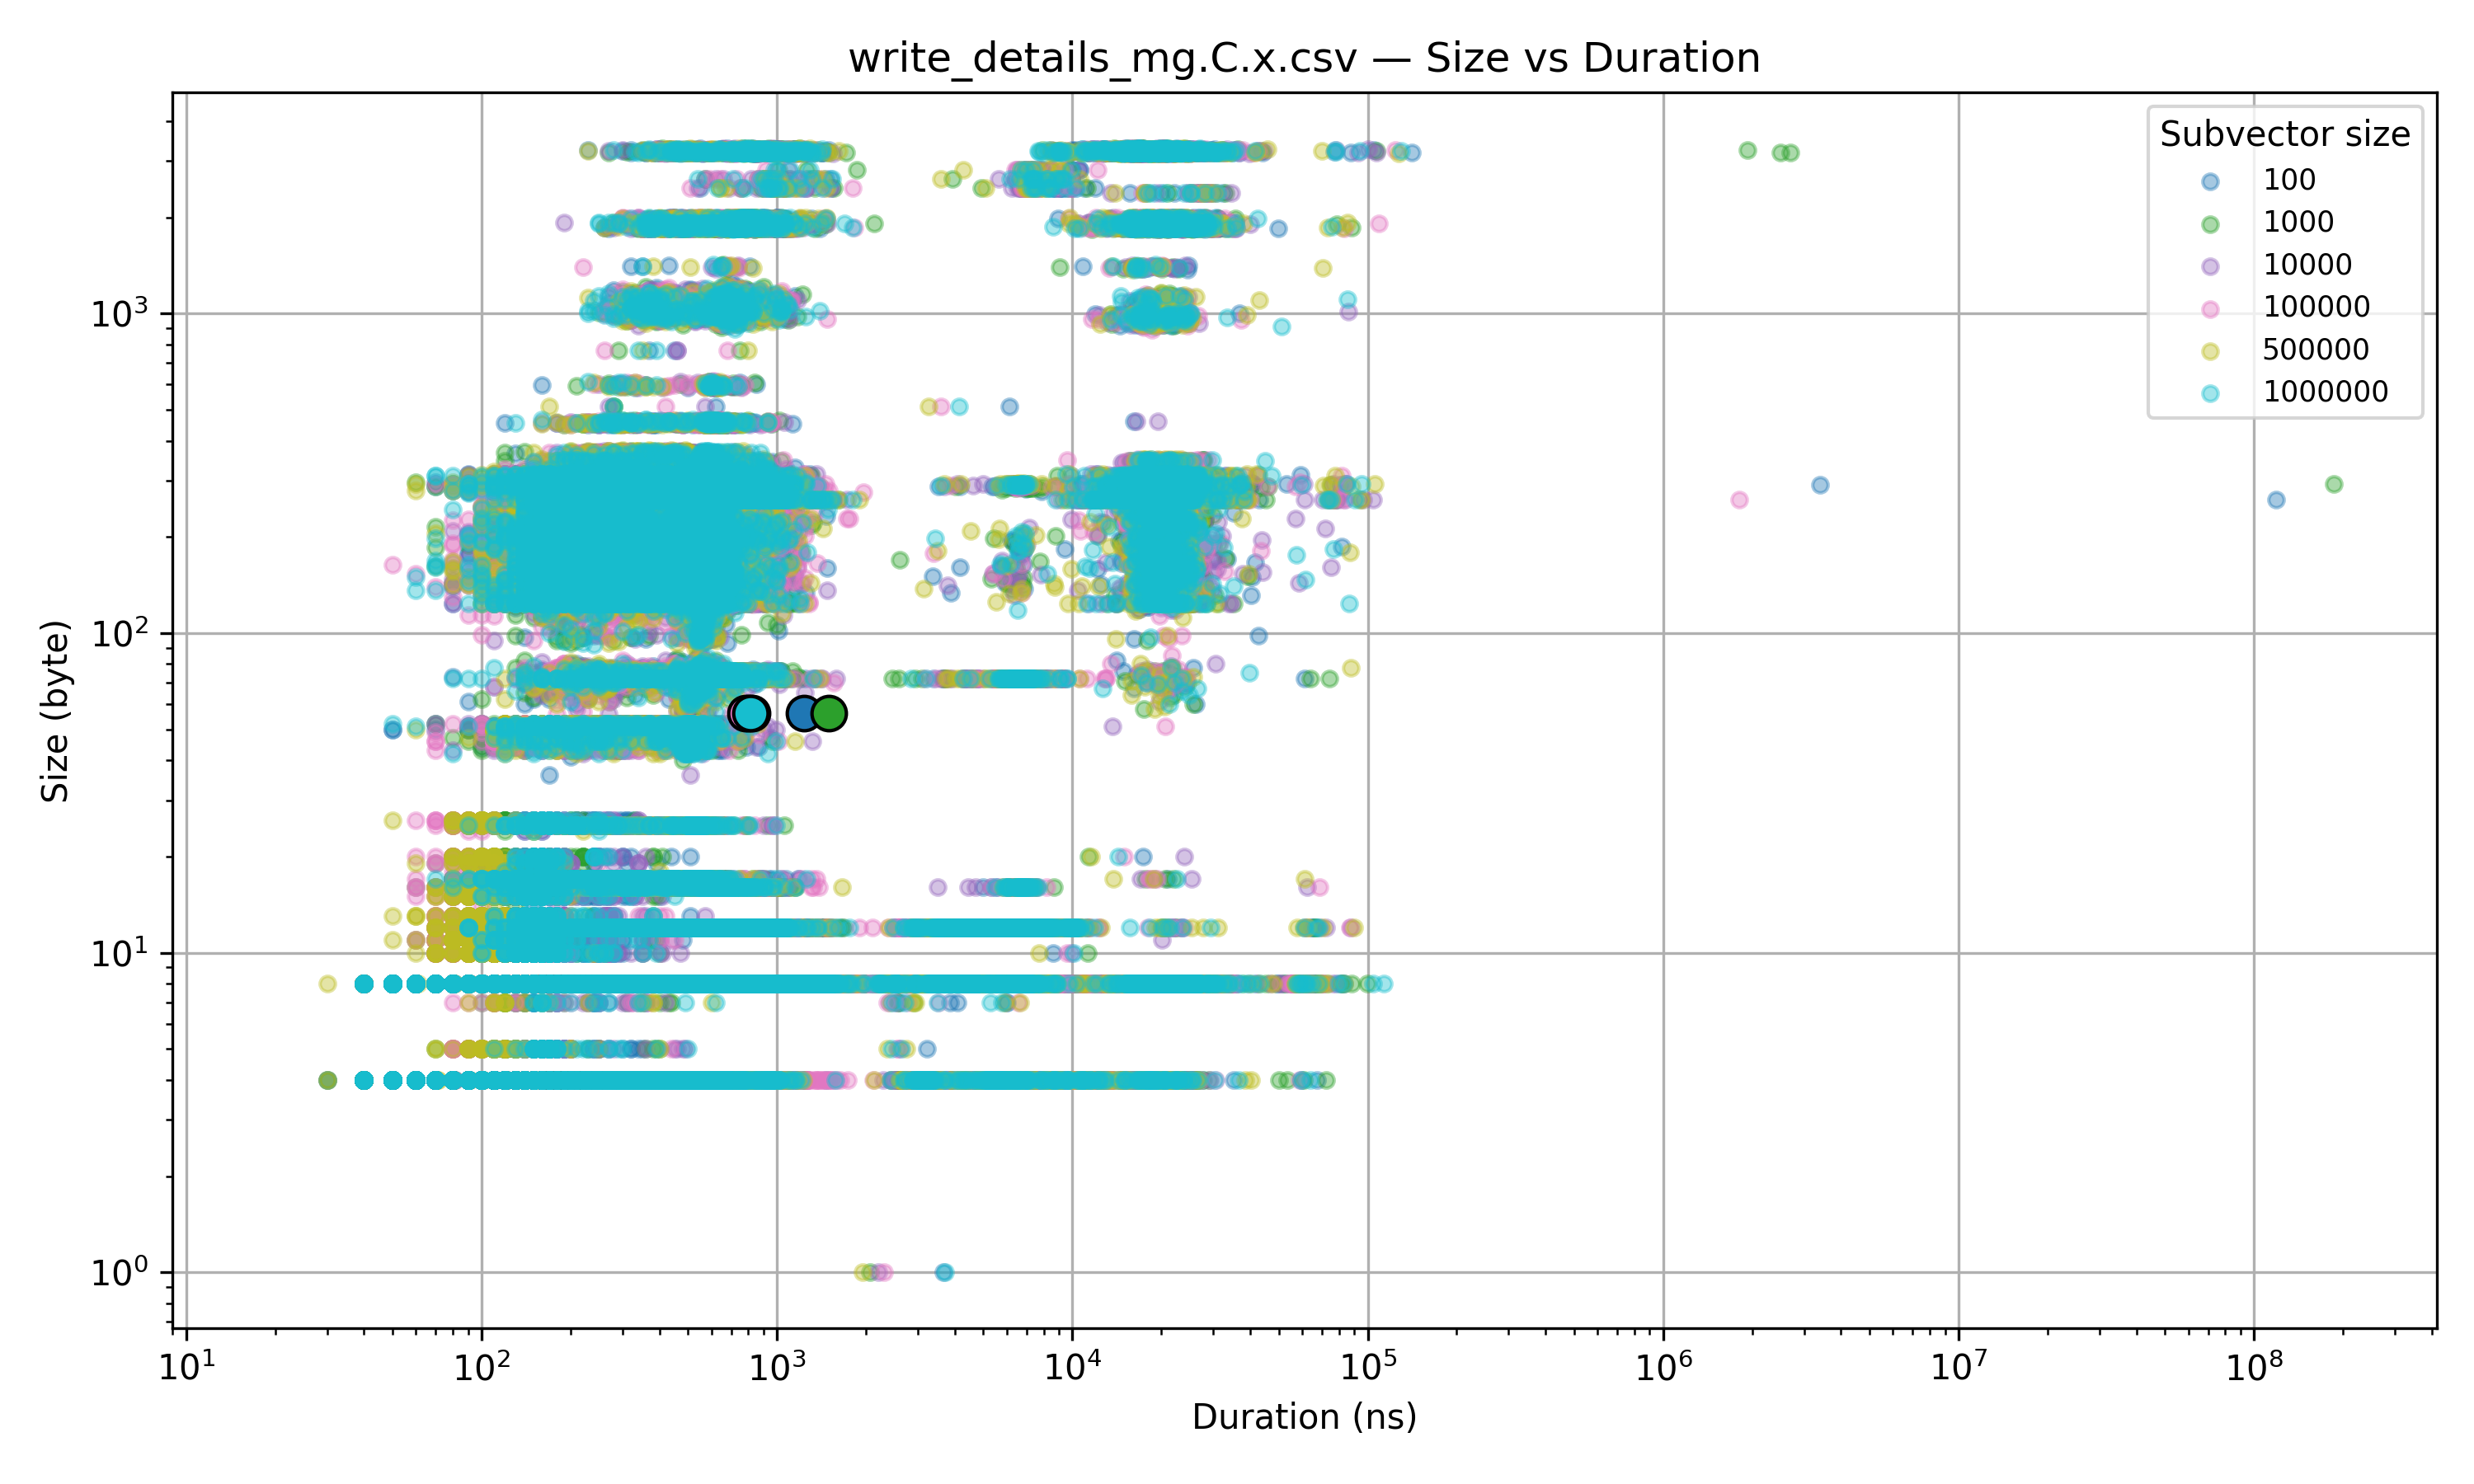 write_details_mg.C.x.csv — Size vs Duration
Subvector size
100
1000
10000
100000
500000
1000000
Size (byte)
10³
10²
10¹
10⁰
10¹ 10² 10³ 10⁴ 10⁵ 10⁶ 10⁷ 10⁸
Duration (ns)